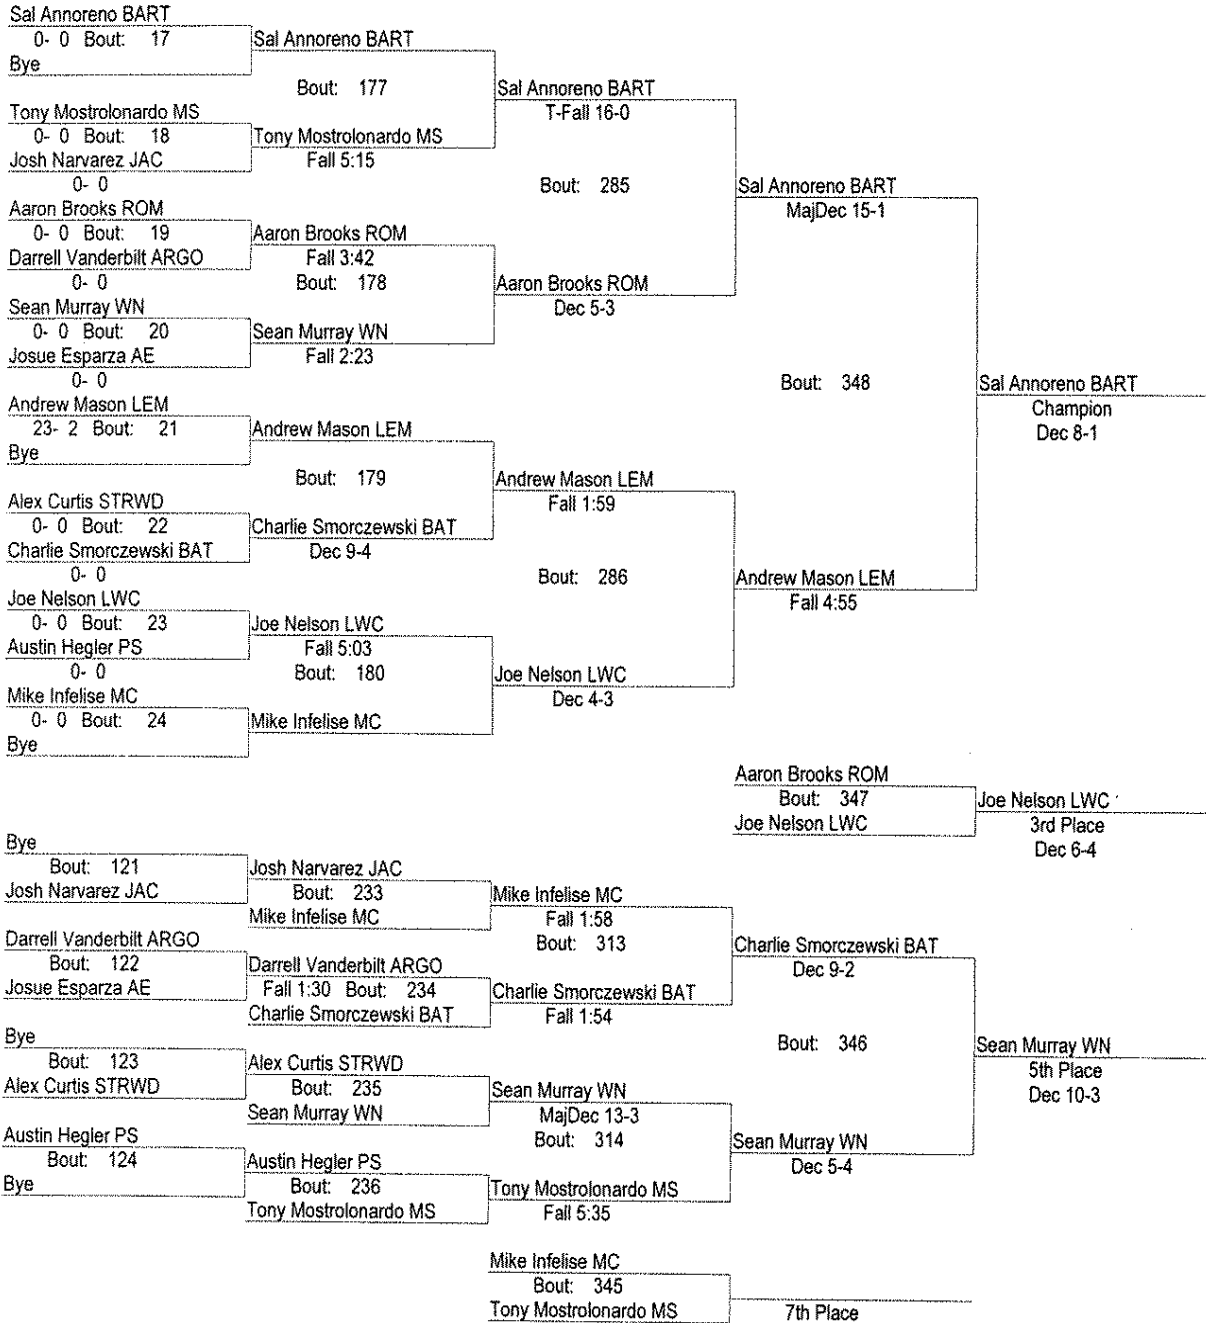 Sal Annoreno BART
0- 0 Bout: 17
Bye
Sal Annoreno BART
Bout: 177
Tony Mostrolonardo MS
0- 0 Bout: 18
Josh Narvarez JAC
0- 0
Tony Mostrolonardo MS
Fall 5:15
Sal Annoreno BART
T-Fall 16-0
Bout: 285
Aaron Brooks ROM
0- 0 Bout: 19
Darrell Vanderbilt ARGO
0- 0
Aaron Brooks ROM
Fall 3:42
Bout: 178
Sean Murray WN
0- 0 Bout: 20
Josue Esparza AE
0- 0
Sean Murray WN
Fall 2:23
Aaron Brooks ROM
Dec 5-3
Sal Annoreno BART
MajDec 15-1
Bout: 348
Sal Annoreno BART
Champion
Dec 8-1
Andrew Mason LEM
23- 2 Bout: 21
Bye
Andrew Mason LEM
Bout: 179
Alex Curtis STRWD
0- 0 Bout: 22
Charlie Smorczewski BAT
0- 0
Charlie Smorczewski BAT
Dec 9-4
Andrew Mason LEM
Fall 1:59
Bout: 286
Joe Nelson LWC
0- 0 Bout: 23
Austin Hegler PS
0- 0
Joe Nelson LWC
Fall 5:03
Bout: 180
Mike Infelise MC
0- 0 Bout: 24
Bye
Mike Infelise MC
Joe Nelson LWC
Dec 4-3
Andrew Mason LEM
Fall 4:55
Aaron Brooks ROM
Bout: 347
Joe Nelson LWC
Joe Nelson LWC
3rd Place
Dec 6-4
Bye
Bout: 121
Josh Narvarez JAC
Josh Narvarez JAC
Bout: 233
Mike Infelise MC
Mike Infelise MC
Fall 1:58
Bout: 313
Darrell Vanderbilt ARGO
Bout: 122
Josue Esparza AE
Darrell Vanderbilt ARGO
Fall 1:30 Bout: 234
Charlie Smorczewski BAT
Charlie Smorczewski BAT
Fall 1:54
Charlie Smorczewski BAT
Dec 9-2
Bout: 346
Bye
Bout: 123
Alex Curtis STRWD
Alex Curtis STRWD
Bout: 235
Sean Murray WN
Sean Murray WN
MajDec 13-3
Bout: 314
Austin Hegler PS
Bout: 124
Bye
Austin Hegler PS
Bout: 236
Tony Mostrolonardo MS
Tony Mostrolonardo MS
Fall 5:35
Sean Murray WN
Dec 5-4
Sean Murray WN
5th Place
Dec 10-3
Mike Infelise MC
Bout: 345
Tony Mostrolonardo MS
7th Place